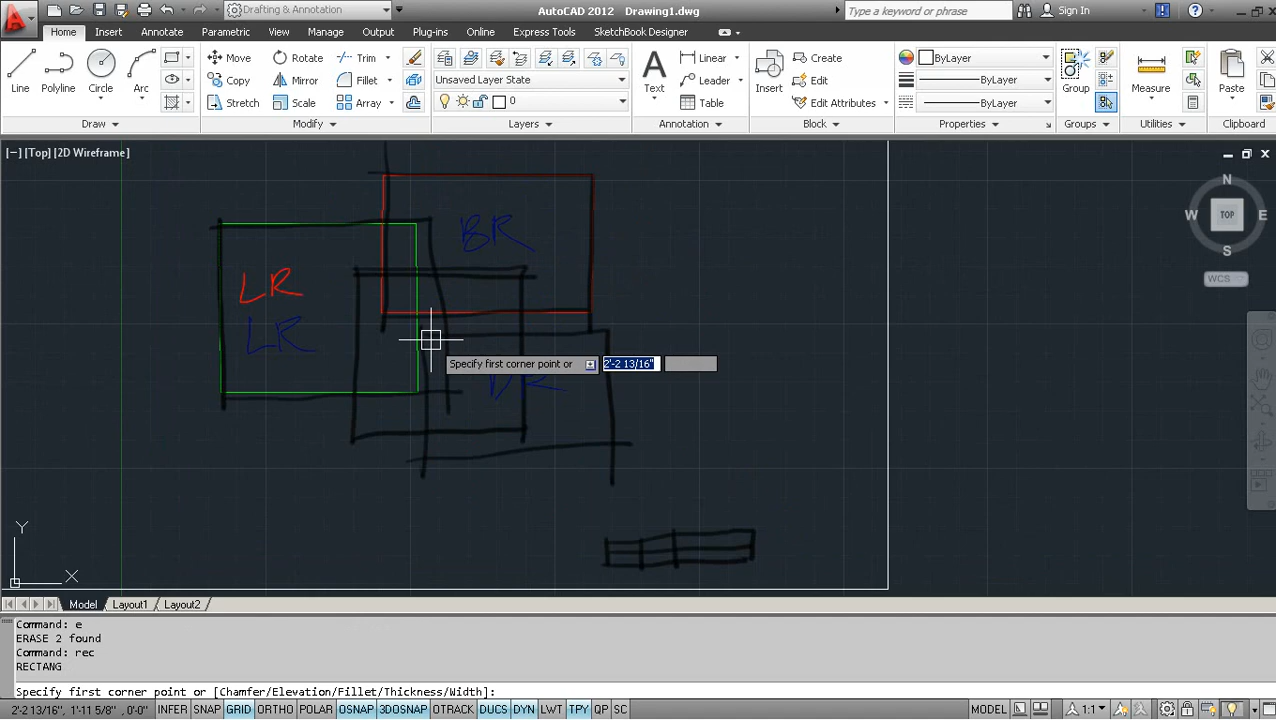 Drafting & Annotation
AutoCAD 2012 Drawing1.dwg
Type a keyword or phrase
Sign In
Home Insert Annotate Parametric View Manage Output Plug-ins Online Express Tools SketchBook Designer
Line Polyline Circle Arc
Move Rotate Trim
Copy Mirror Fillet
Stretch Scale Array
Unsaved Layer State
0
Text
Linear
Leader
Table
Insert
Create
Edit
Edit Attributes
ByLayer
ByLayer
ByLayer
Group
Measure
Paste
Draw Modify Layers Annotation Block Properties Groups Utilities Clipboard
[−] [Top] [2D Wireframe]
N
W TOP E
S
WCS
BR
LR
LR
DR
Specify first corner point or 2'-2 13/16"
Y
X
Model Layout1 Layout2
Command: e
ERASE 2 found
Command: rec
RECTANG
Specify first corner point or [Chamfer/Elevation/Fillet/Thickness/Width]:
2'-2 13/16", 1'-11 5/8" ,0'-0" INFER SNAP GRID ORTHO POLAR OSNAP 3DOSNAP OTRACK DUCS DYN LWT TPY QP SC MODEL 1:1